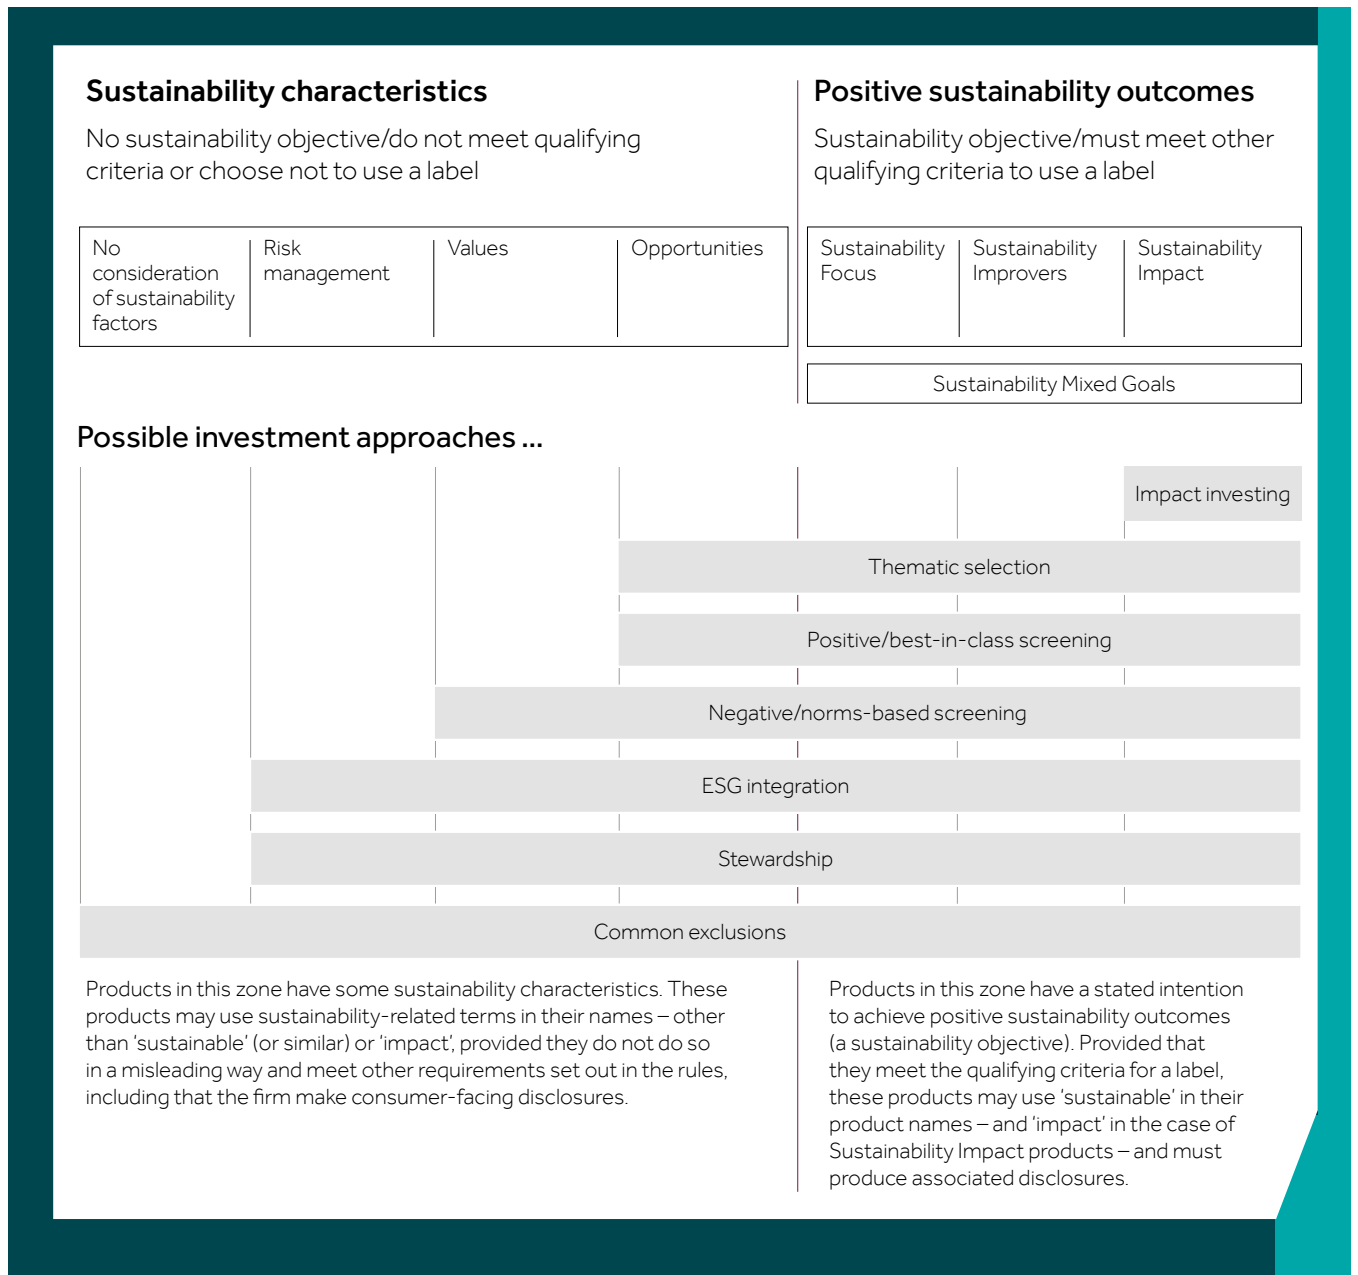 Sustainability characteristics
No sustainability objective/do not meet qualifying
criteria or choose not to use a label
Positive sustainability outcomes
Sustainability objective/must meet other
qualifying criteria to use a label
No
consideration
of sustainability
factors
Risk
management
Values
Opportunities
Sustainability
Focus
Sustainability
Improvers
Sustainability
Impact
Sustainability Mixed Goals
Possible investment approaches ...
Impact investing
Thematic selection
Positive/best-in-class screening
Negative/norms-based screening
ESG integration
Stewardship
Common exclusions
Products in this zone have some sustainability characteristics. These
products may use sustainability-related terms in their names – other
than ‘sustainable’ (or similar) or ‘impact’, provided they do not do so
in a misleading way and meet other requirements set out in the rules,
including that the firm make consumer-facing disclosures.
Products in this zone have a stated intention
to achieve positive sustainability outcomes
(a sustainability objective). Provided that
they meet the qualifying criteria for a label,
these products may use ‘sustainable’ in their
product names – and ‘impact’ in the case of
Sustainability Impact products – and must
produce associated disclosures.